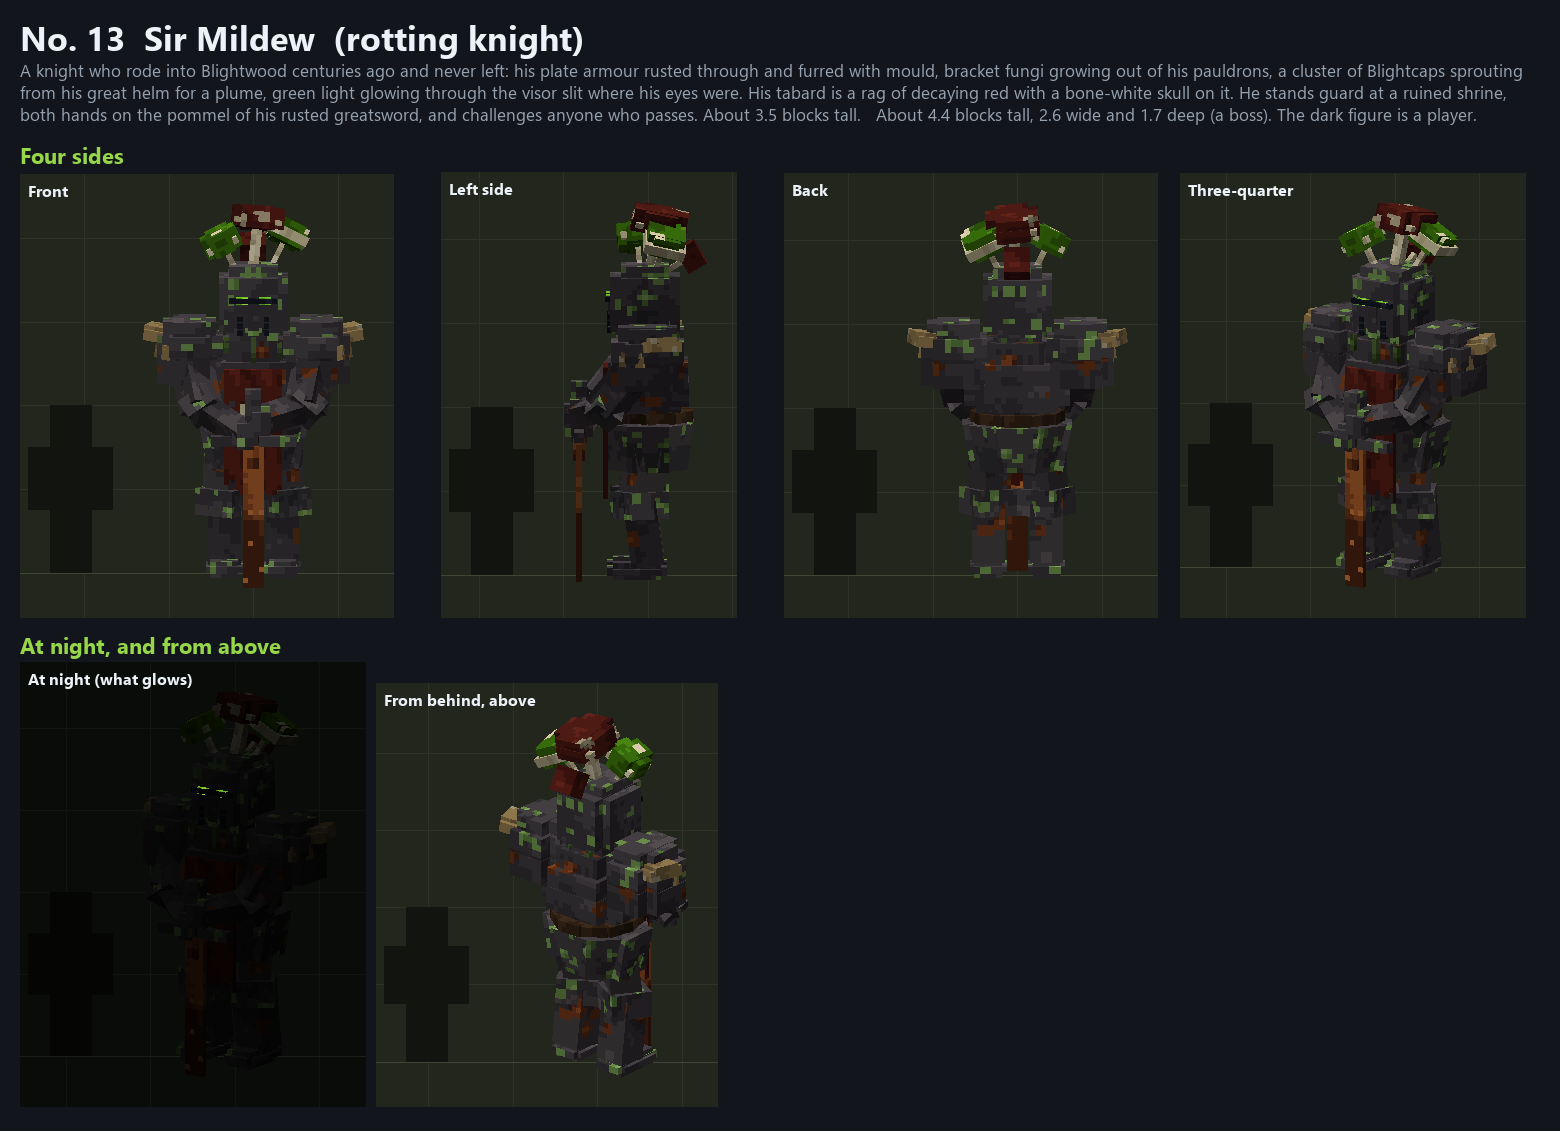 No. 13 Sir Mildew (rotting knight)
A knight who rode into Blightwood centuries ago and never left: his plate armour rusted through and furred with mould, bracket fungi growing out of his pauldrons, a cluster of Blightcaps sprouting
from his great helm for a plume, green light glowing through the visor slit where his eyes were. His tabard is a rag of decaying red with a bone-white skull on it. He stands guard at a ruined shrine,
both hands on the pommel of his rusted greatsword, and challenges anyone who passes. About 3.5 blocks tall. About 4.4 blocks tall, 2.6 wide and 1.7 deep (a boss). The dark figure is a player.
Four sides
Front
Left side
Back
Three-quarter
At night, and from above
At night (what glows)
From behind, above